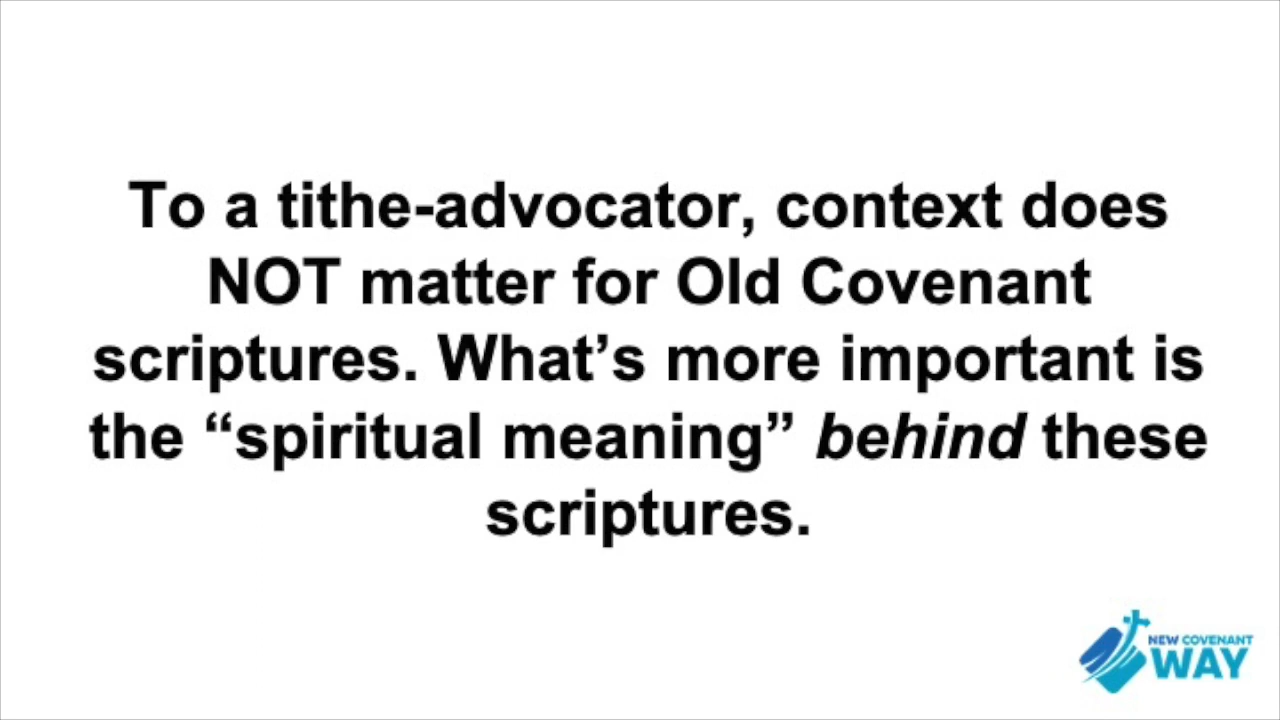 To a tithe-advocator, context does
NOT matter for Old Covenant
scriptures. What’s more important is
the “spiritual meaning” behind these
scriptures.
NEW COVENANT
WAY